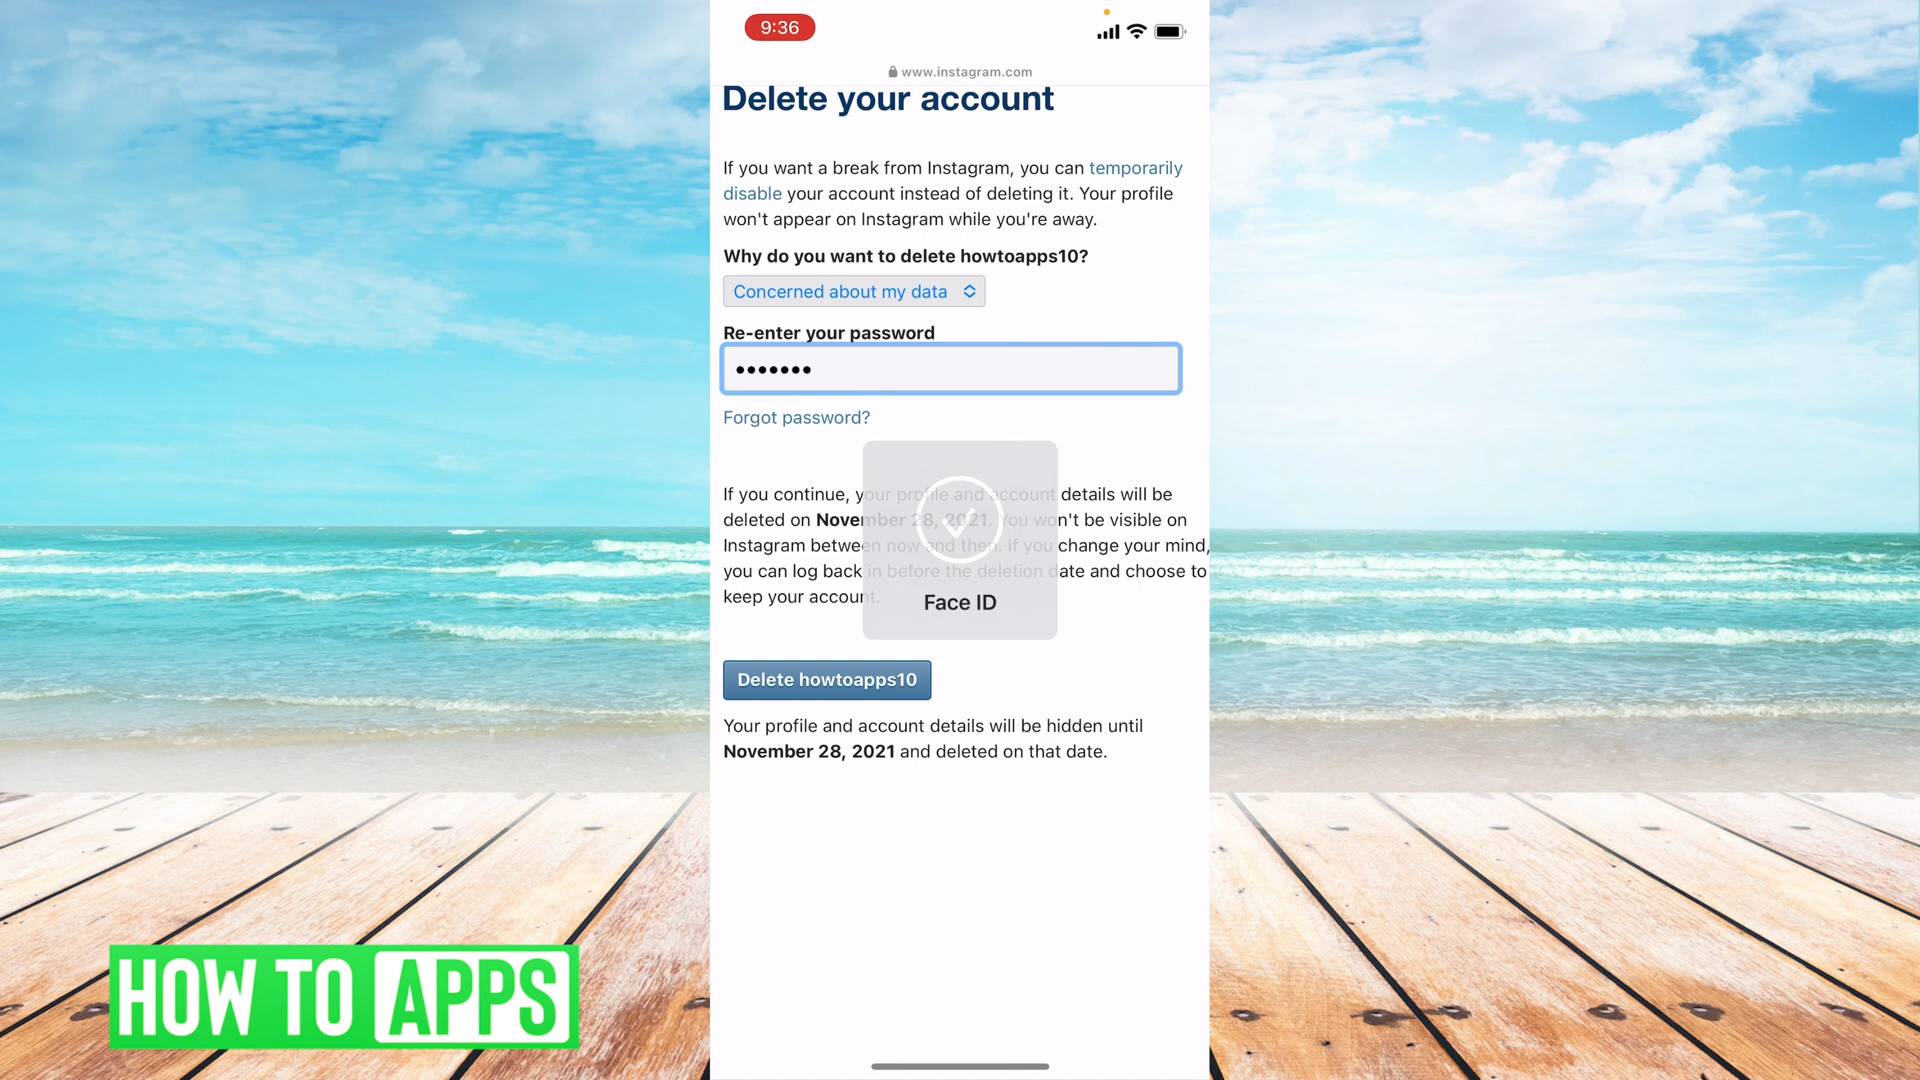 9:36
www.instagram.com
Delete your account
If you want a break from Instagram, you can temporarily
disable your account instead of deleting it. Your profile
won't appear on Instagram while you're away.
Why do you want to delete howtoapps10?
Concerned about my data
Re-enter your password
•••••••
Forgot password?
If you continue, your profile and account details will be
deleted on November 28, 2021. You won't be visible on
Instagram between now and then. If you change your mind,
you can log back in before the deletion date and choose to
keep your account.
Face ID
Delete howtoapps10
Your profile and account details will be hidden until
November 28, 2021 and deleted on that date.
HOW TO APPS